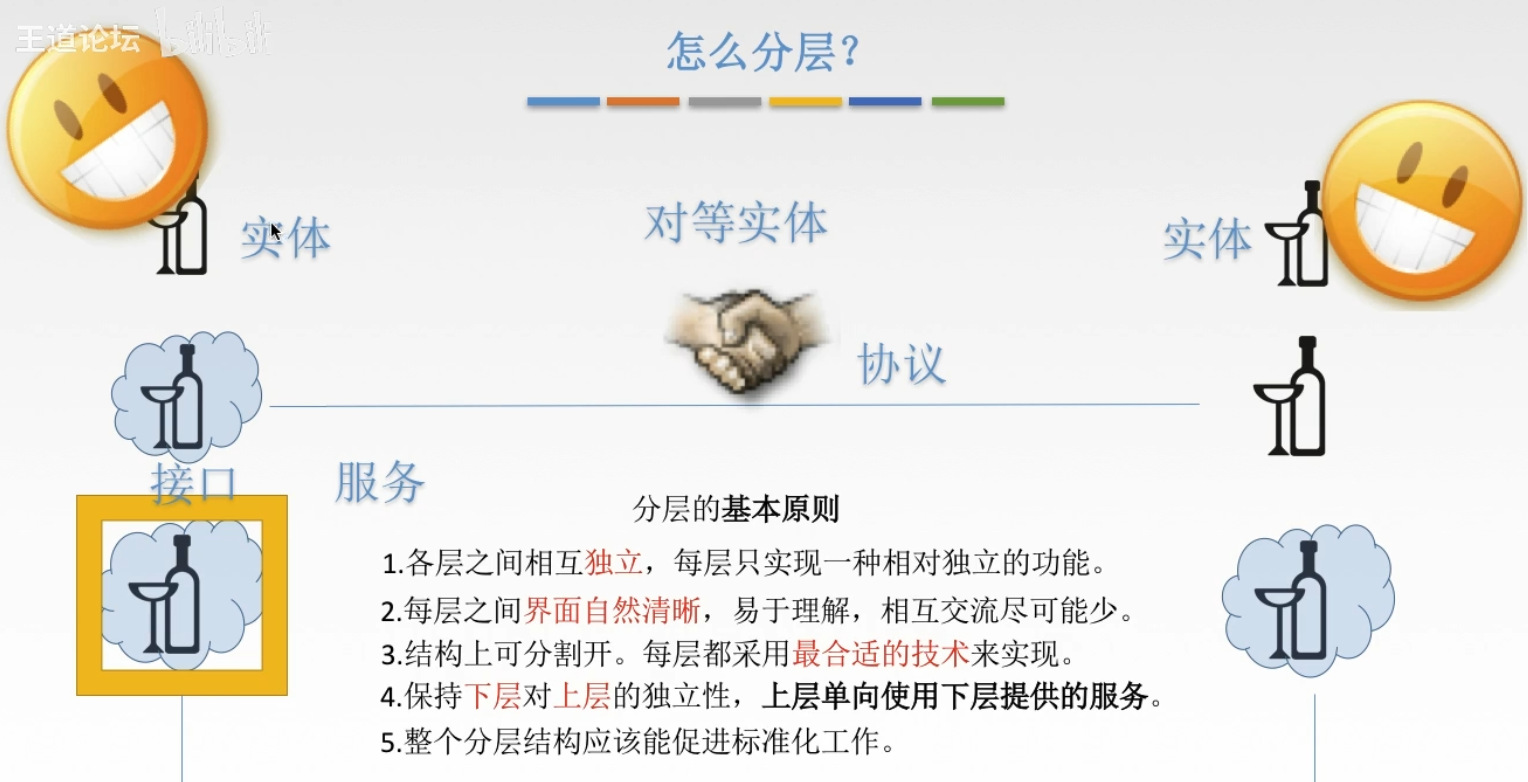 王道论坛 bilibili
怎么分层？
实体
对等实体
实体
协议
接口
服务
分层的基本原则
1.各层之间相互独立，每层只实现一种相对独立的功能。
2.每层之间界面自然清晰，易于理解，相互交流尽可能少。
3.结构上可分割开。每层都采用最合适的技术来实现。
4.保持下层对上层的独立性，上层单向使用下层提供的服务。
5.整个分层结构应该能促进标准化工作。